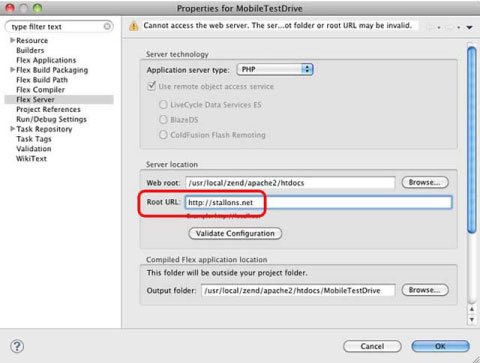 Properties for MobileTestDrive
type filter text
Cannot access the web server. The ser...ot folder or root URL may be invalid.
Resource
Builders
Flex Applications
Flex Build Packaging
Flex Build Path
Flex Compiler
Flex Server
Project References
Run/Debug Settings
Task Repository
Task Tags
Validation
WikiText
Server technology
Application server type: PHP
Use remote object access service
LiveCycle Data Services ES
BlazeDS
ColdFusion Flash Remoting
Server location
Web root: /usr/local/zend/apache2/htdocs Browse...
Root URL: http://stallons.net
Validate Configuration
Compiled Flex application location
This folder will be outside your project folder.
Output folder: /usr/local/zend/apache2/htdocs/MobileTestDrive Browse...
Cancel OK